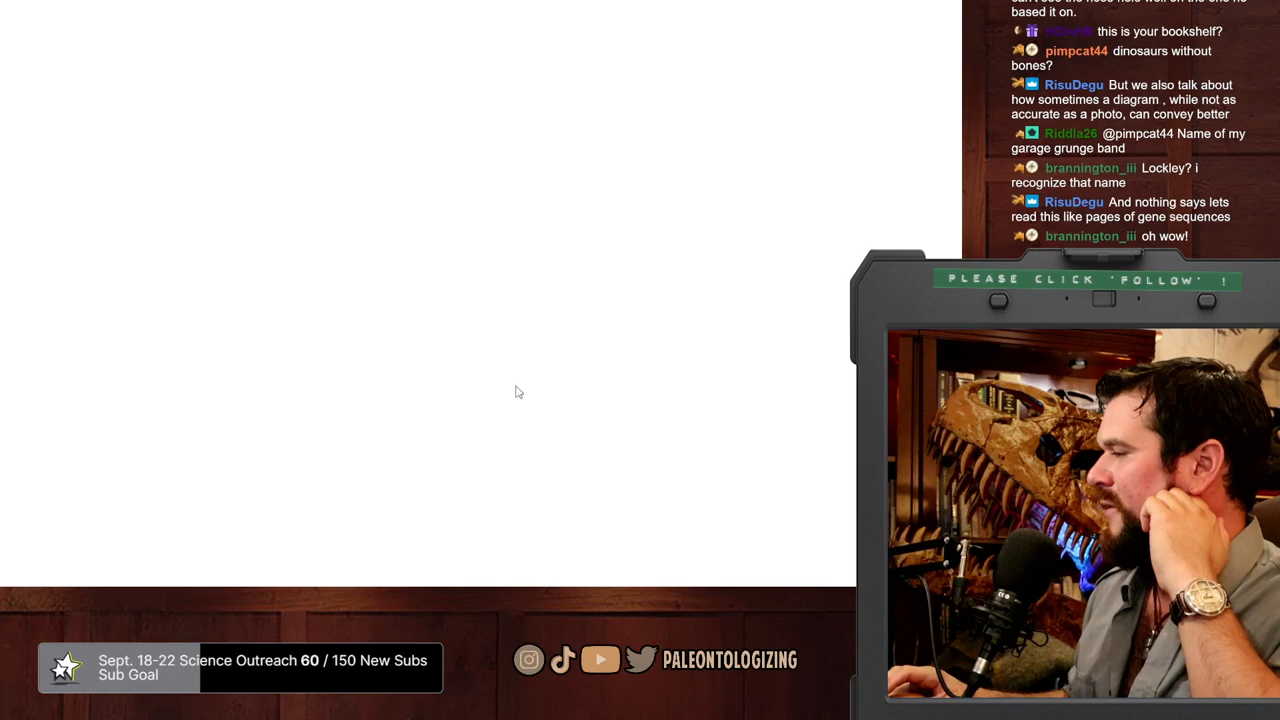 based it on.
this is your bookshelf?
pimpcat44 dinosaurs without
bones?
RisuDegu But we also talk about
how sometimes a diagram , while not as
accurate as a photo, can convey better
Riddla26 @pimpcat44 Name of my
garage grunge band
brannington_iii Lockley? i
recognize that name
RisuDegu And nothing says lets
read this like pages of gene sequences
brannington_iii oh wow!
PLEASE CLICK 'FOLLOW' !
Sept. 18-22 Science Outreach 60 / 150 New Subs
Sub Goal
PALEONTOLOGIZING